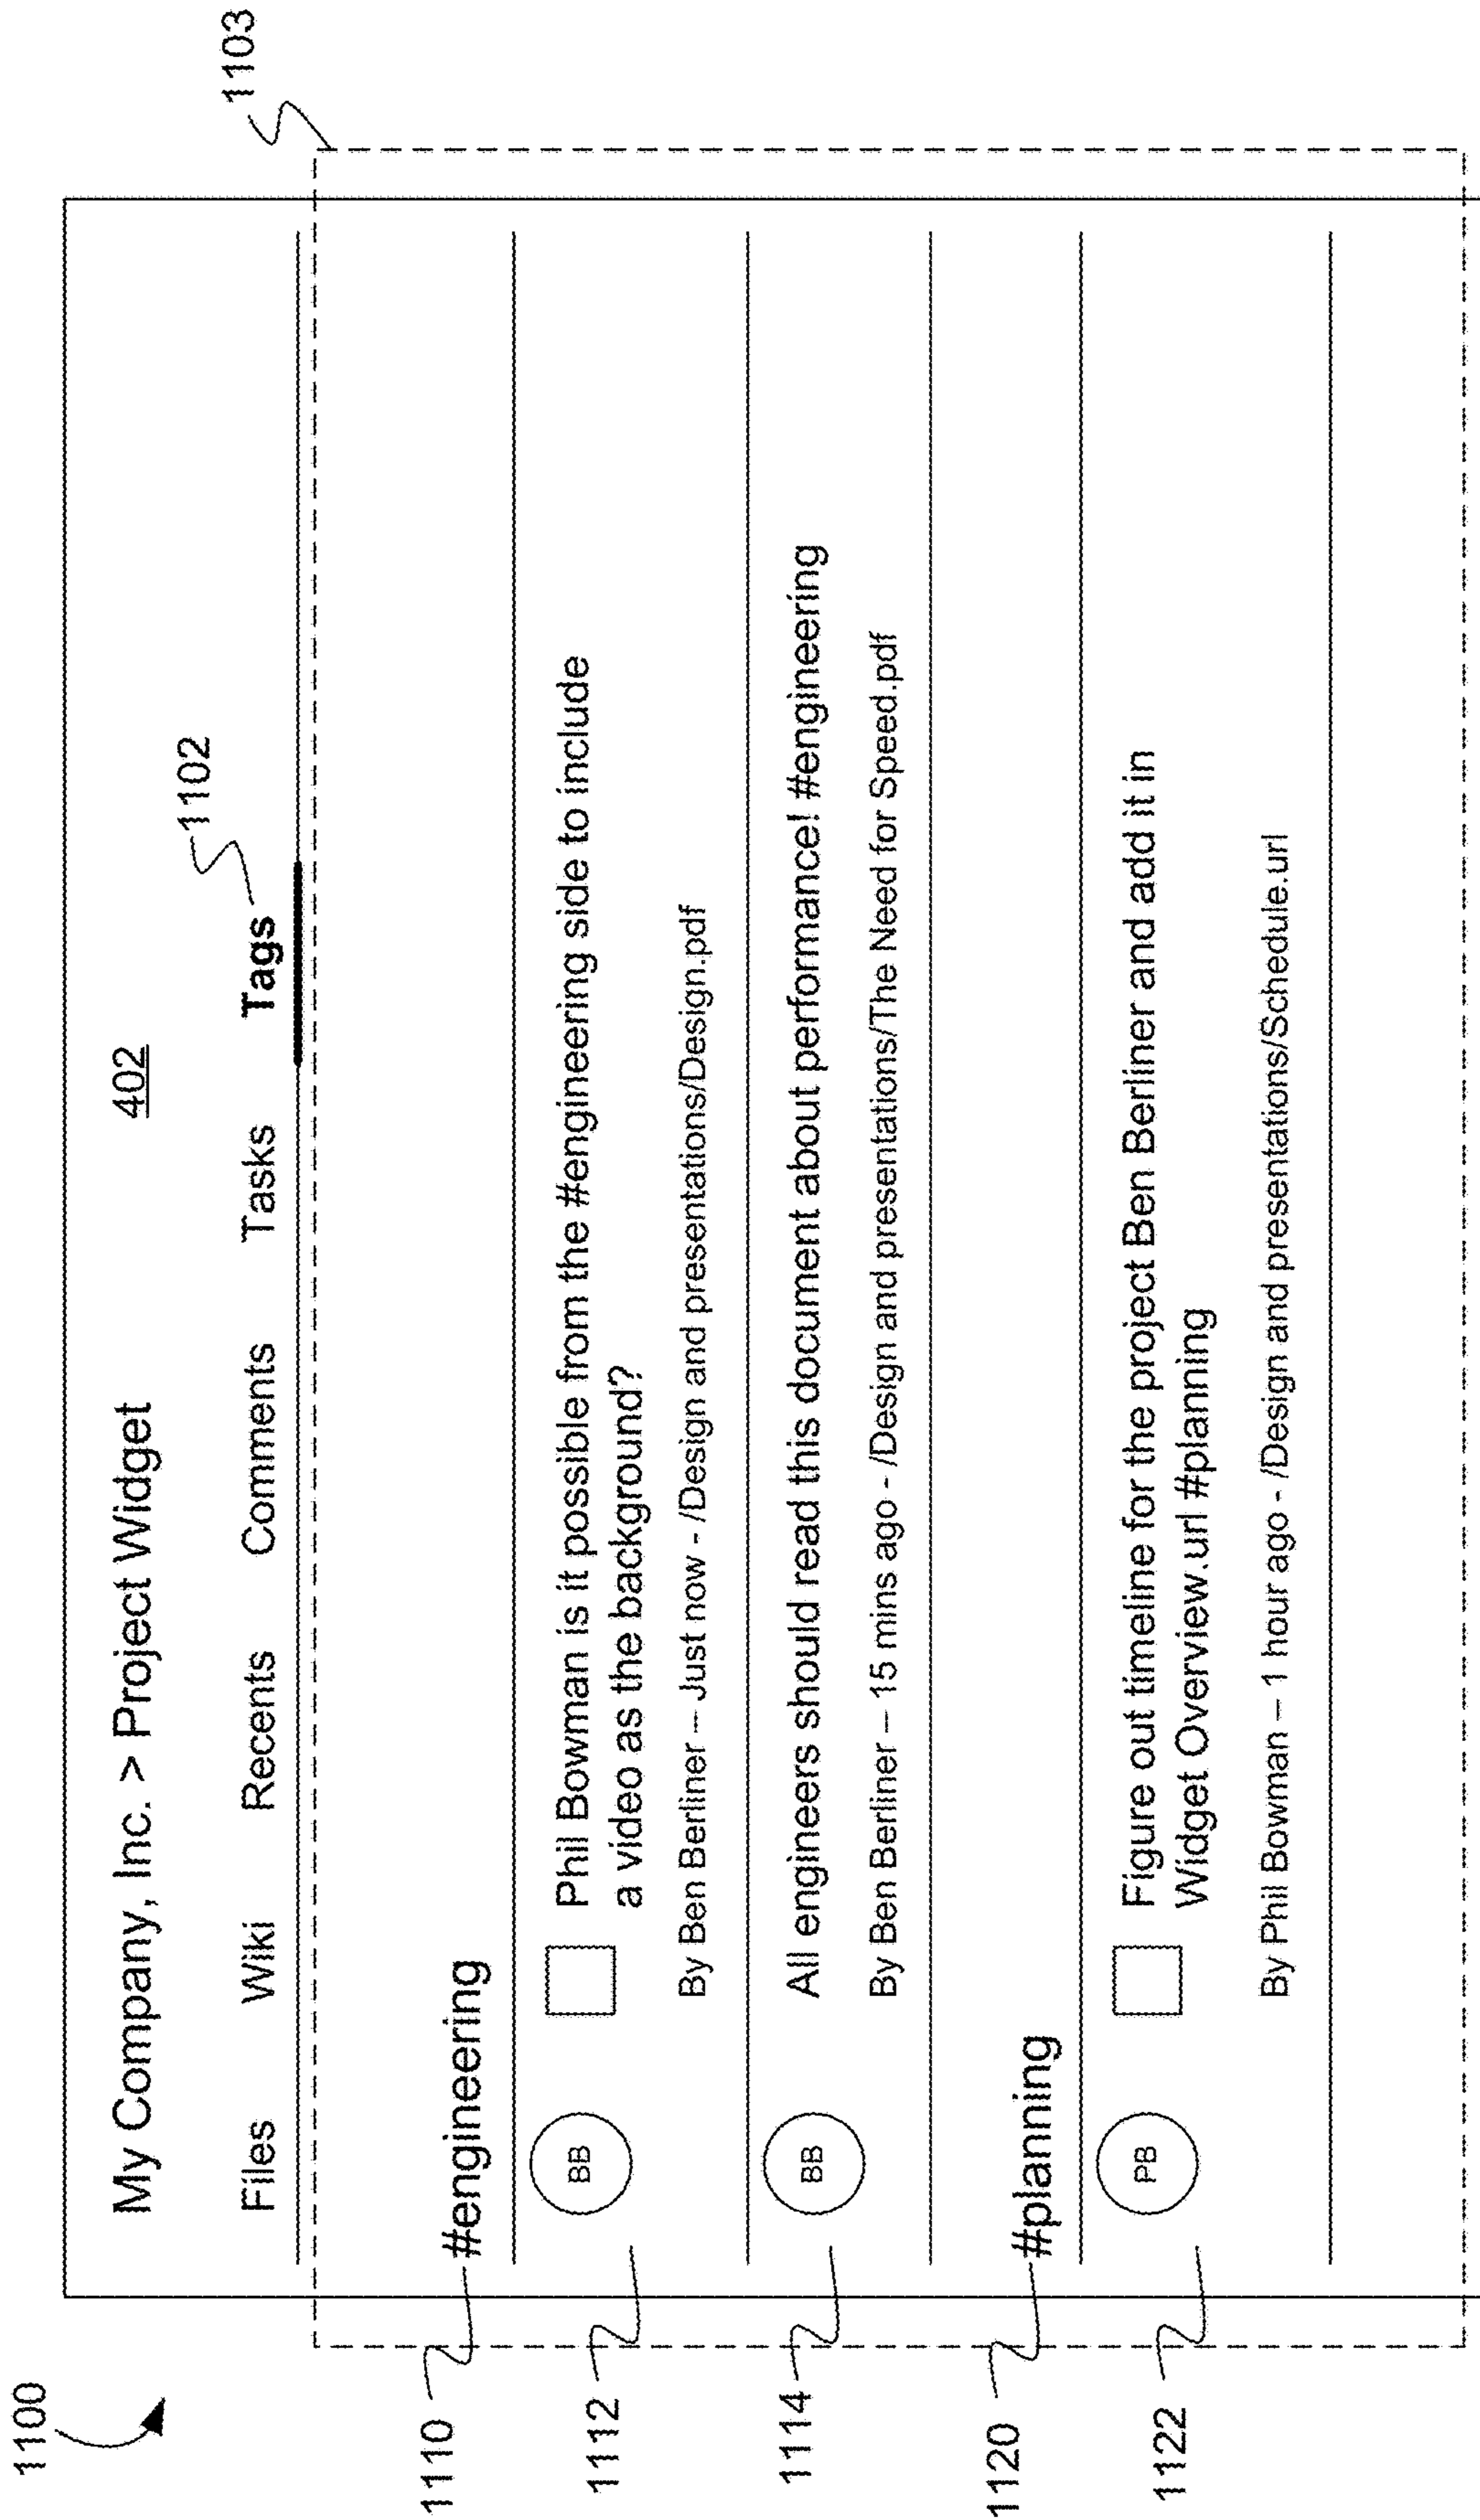 1100
My Company, Inc. > Project Widget 402
1102
1103
Files Wiki Recents Comments Tasks Tags
1110
#engineering
1112
BB
Phil Bowman is it possible from the #engineering side to include
a video as the background?
By Ben Berliner – Just now - /Design and presentations/Design.pdf
1114
BB
All engineers should read this document about performance! #engineering
By Ben Berliner – 15 mins ago - /Design and presentations/The Need for Speed.pdf
1120
#planning
1122
PB
Figure out timeline for the project Ben Berliner and add it in
Widget Overview.url #planning
By Phil Bowman – 1 hour ago - /Design and presentations/Schedule.url